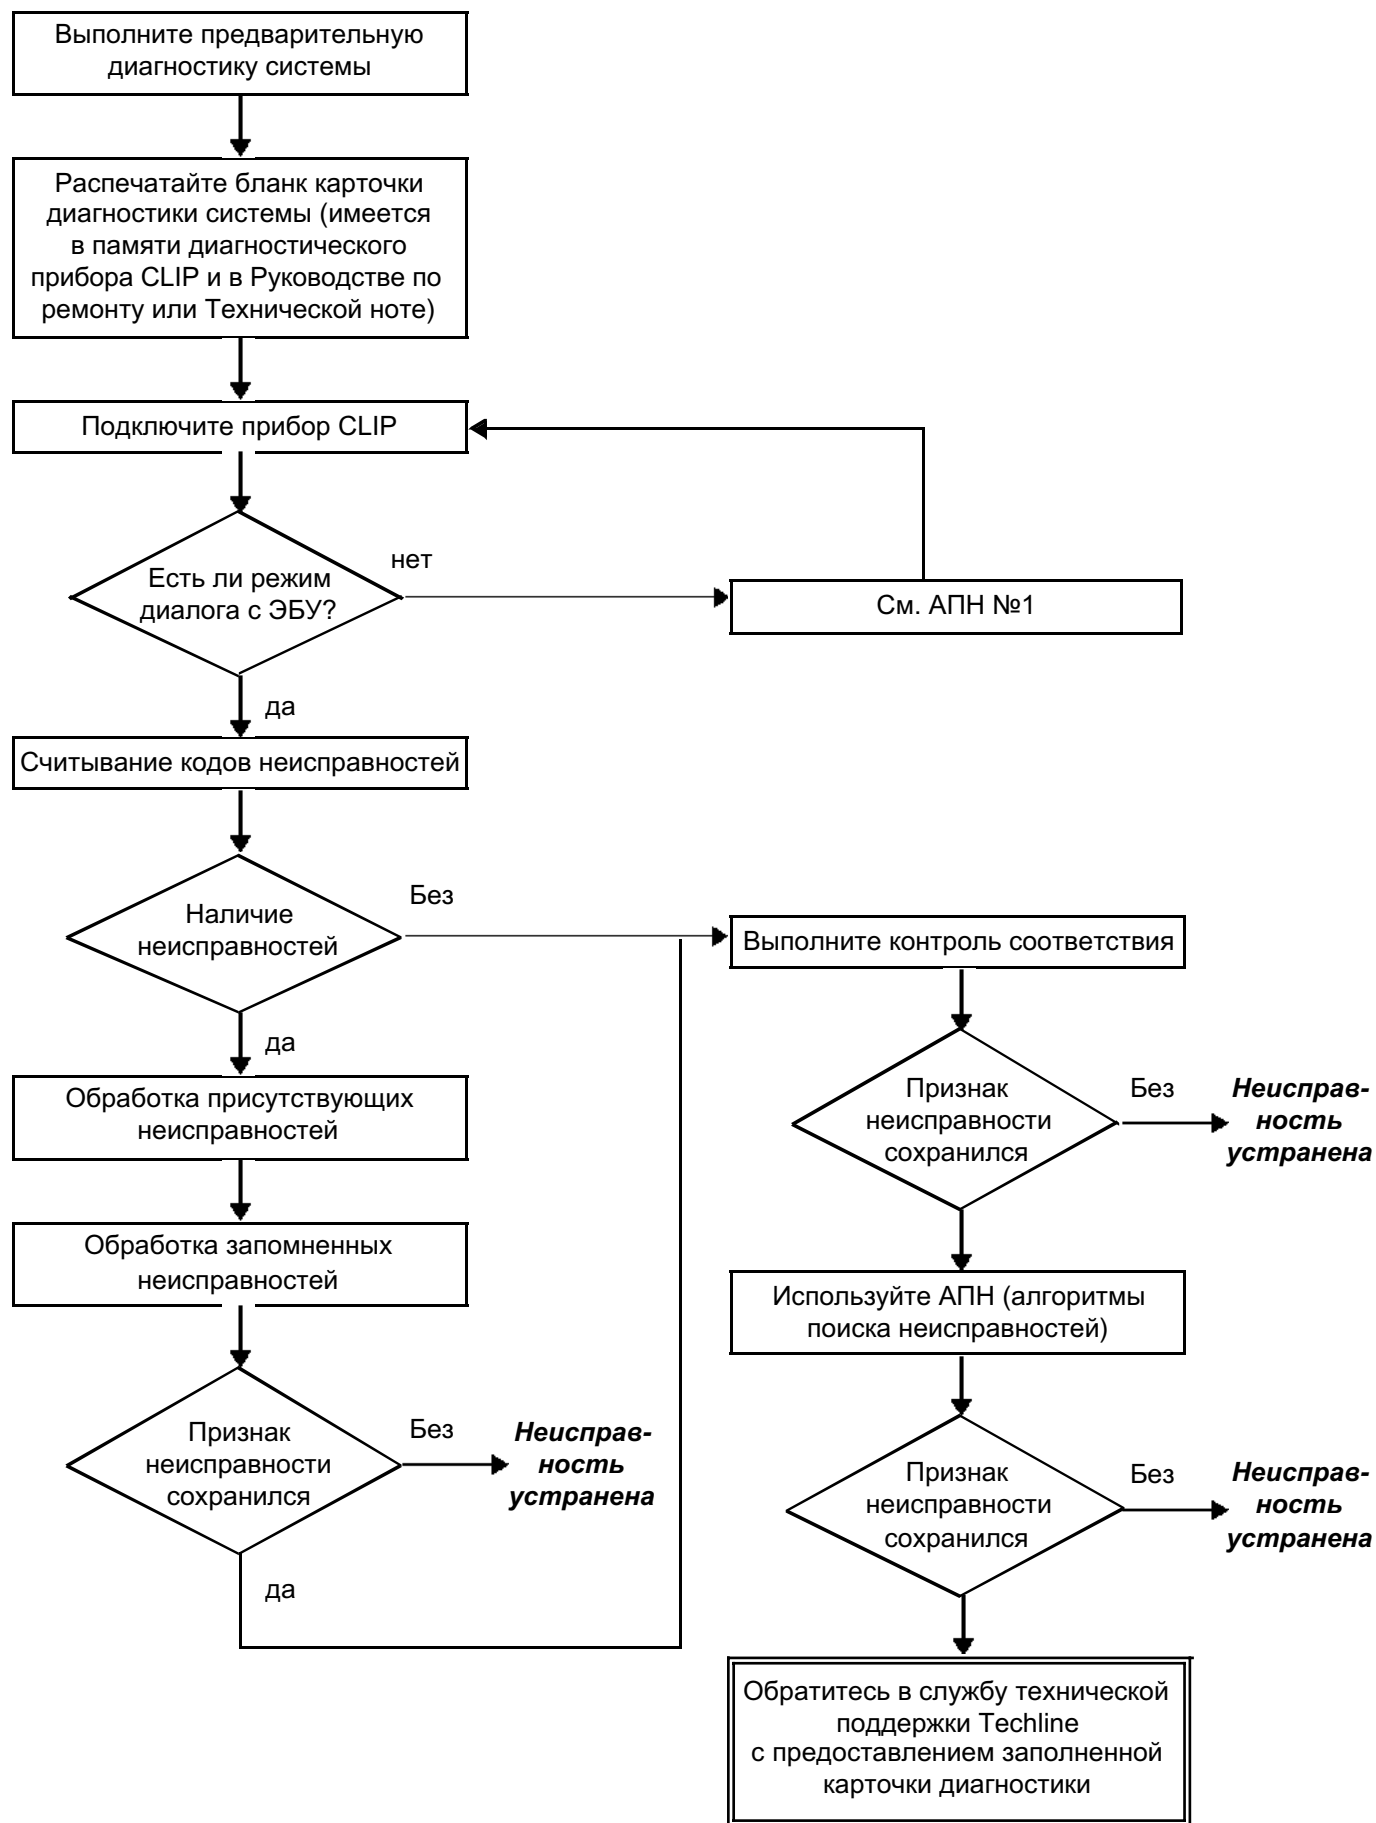 Выполните предварительную
диагностику системы
Распечатайте бланк карточки
диагностики системы (имеется
в памяти диагностического
прибора CLIP и в Руководстве по
ремонту или Технической ноте)
Подключите прибор CLIP
Есть ли режим
диалога с ЭБУ?
нет
См. АПН №1
да
Считывание кодов неисправностей
Наличие
неисправностей
Без
да
Обработка присутствующих
неисправностей
Обработка запомненных
неисправностей
Признак
неисправности
сохранился
Без
Неисправ-
ность
устранена
да
Выполните контроль соответствия
Признак
неисправности
сохранился
Без
Неисправ-
ность
устранена
Используйте АПН (алгоритмы
поиска неисправностей)
Признак
неисправности
сохранился
Без
Неисправ-
ность
устранена
Обратитесь в службу технической
поддержки Techline
с предоставлением заполненной
карточки диагностики